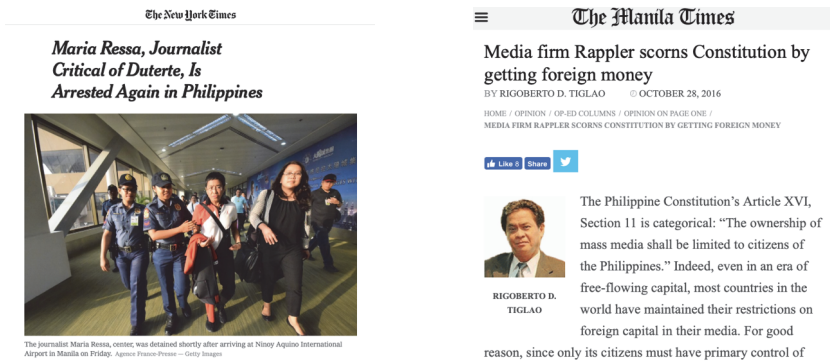 The New York Times
Maria Ressa, Journalist
Critical of Duterte, Is
Arrested Again in Philippines
The journalist Maria Ressa, center, was detained shortly after arriving at Ninoy Aquino International
Airport in Manila on Friday. Agence France-Presse — Getty Images
The Manila Times
Media firm Rappler scorns Constitution by
getting foreign money
BY RIGOBERTO D. TIGLAO OCTOBER 28, 2016
HOME / OPINION / OP-ED COLUMNS / OPINION ON PAGE ONE /
MEDIA FIRM RAPPLER SCORNS CONSTITUTION BY GETTING FOREIGN MONEY
Like 8 Share
The Philippine Constitution's Article XVI,
Section 11 is categorical: "The ownership of
mass media shall be limited to citizens of
the Philippines." Indeed, even in an era of
free-flowing capital, most countries in the
world have maintained their restrictions on
foreign capital in their media. For good
reason, since only its citizens must have primary control of
RIGOBERTO D.
TIGLAO